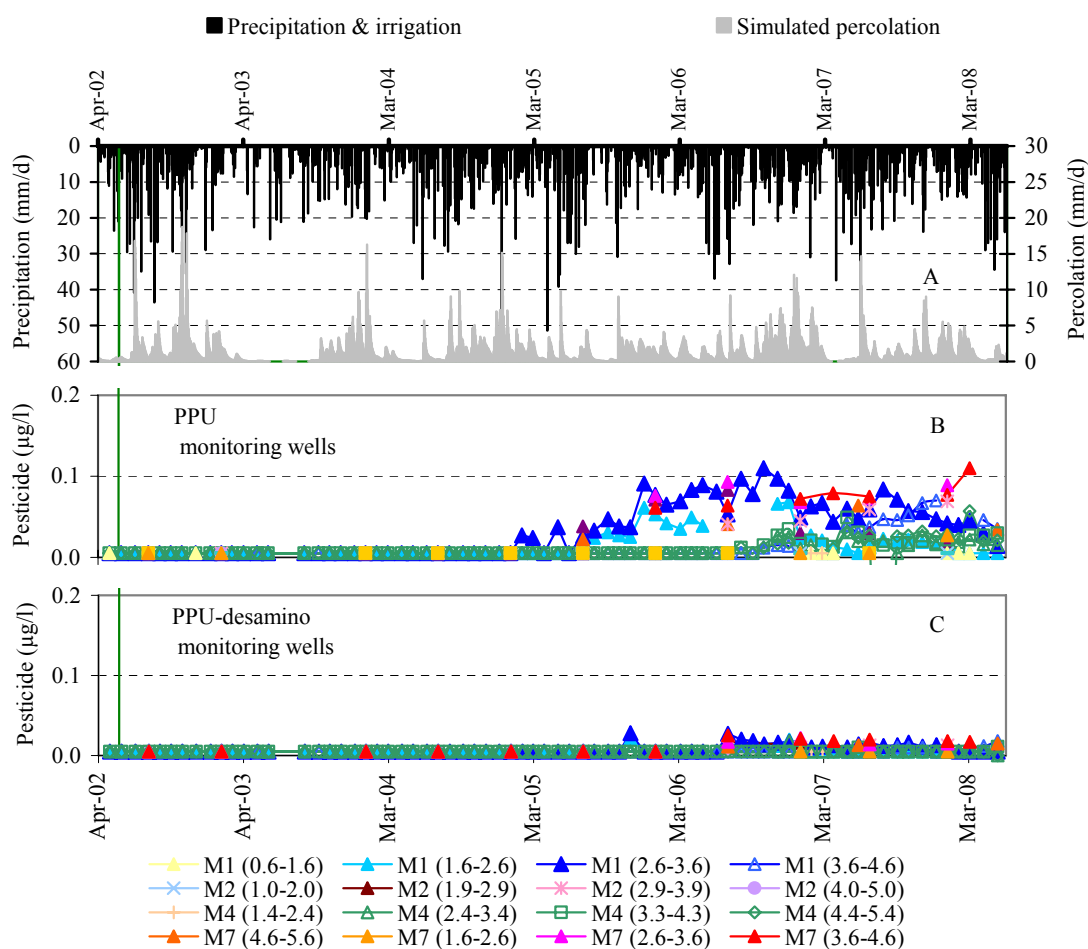 Precipitation & irrigation
Simulated percolation
Apr-02
Apr-03
Mar-04
Mar-05
Mar-06
Mar-07
Mar-08
Precipitation (mm/d)
0
10
20
30
40
50
60
30
25
20
15
10
5
0
Percolation (mm/d)
A
Pesticide (µg/l)
0.2
0.1
0.0
PPU
monitoring wells
B
Pesticide (µg/l)
0.2
0.1
0.0
PPU-desamino
monitoring wells
C
Apr-02
Apr-03
Mar-04
Mar-05
Mar-06
Mar-07
Mar-08
M1 (0.6-1.6) M1 (1.6-2.6) M1 (2.6-3.6) M1 (3.6-4.6)
M2 (1.0-2.0) M2 (1.9-2.9) M2 (2.9-3.9) M2 (4.0-5.0)
M4 (1.4-2.4) M4 (2.4-3.4) M4 (3.3-4.3) M4 (4.4-5.4)
M7 (4.6-5.6) M7 (1.6-2.6) M7 (2.6-3.6) M7 (3.6-4.6)